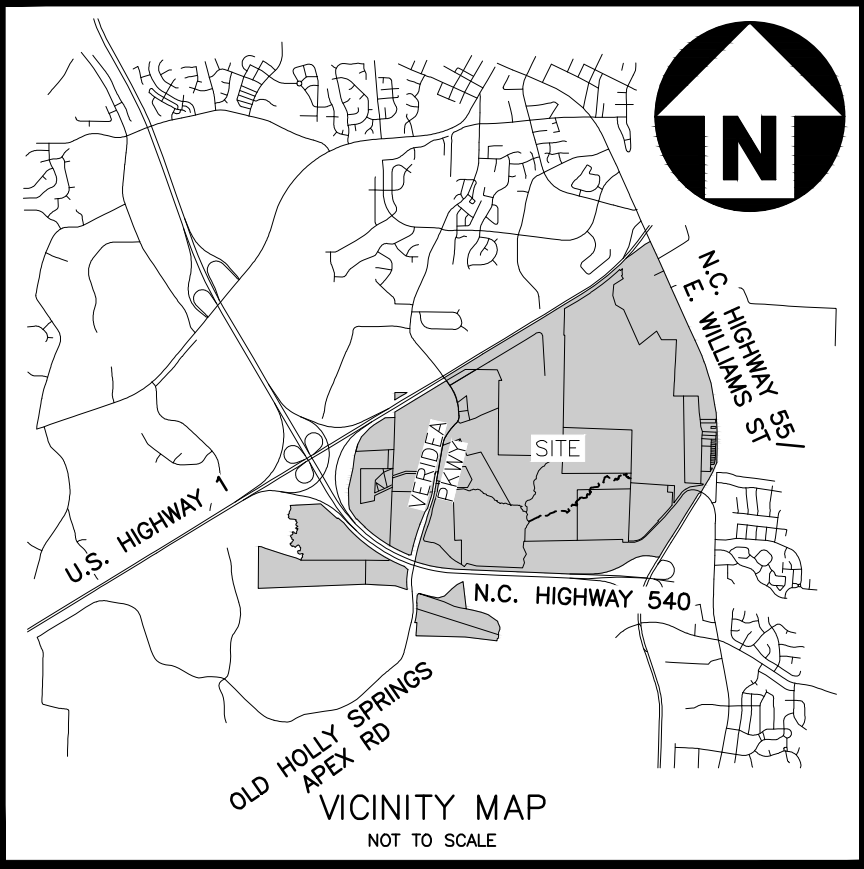 N
N.C. HIGHWAY 55/
E. WILLIAMS ST
VERIDEA
PKWY.
SITE
U.S. HIGHWAY 1
N.C. HIGHWAY 540
OLD HOLLY SPRINGS
APEX RD
VICINITY MAP
NOT TO SCALE